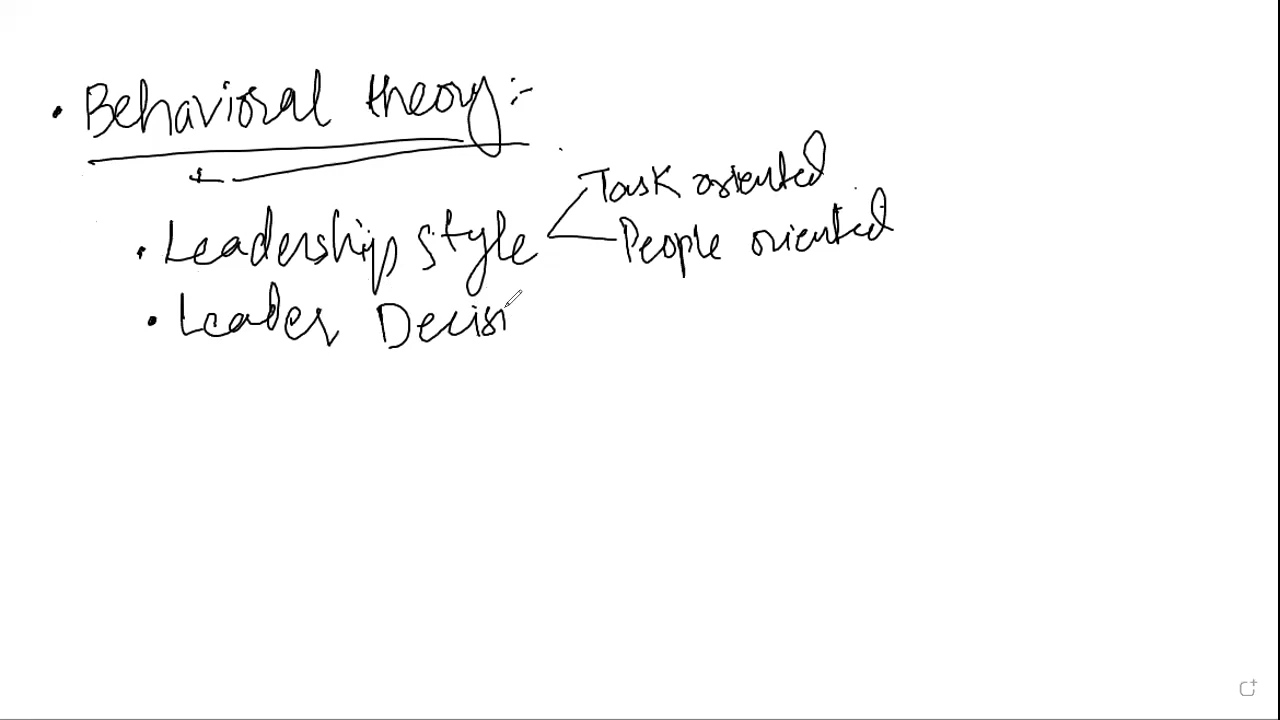 • Behavioral theory :-
Task oriented
• Leadership style
People oriented
• Leader Decisi